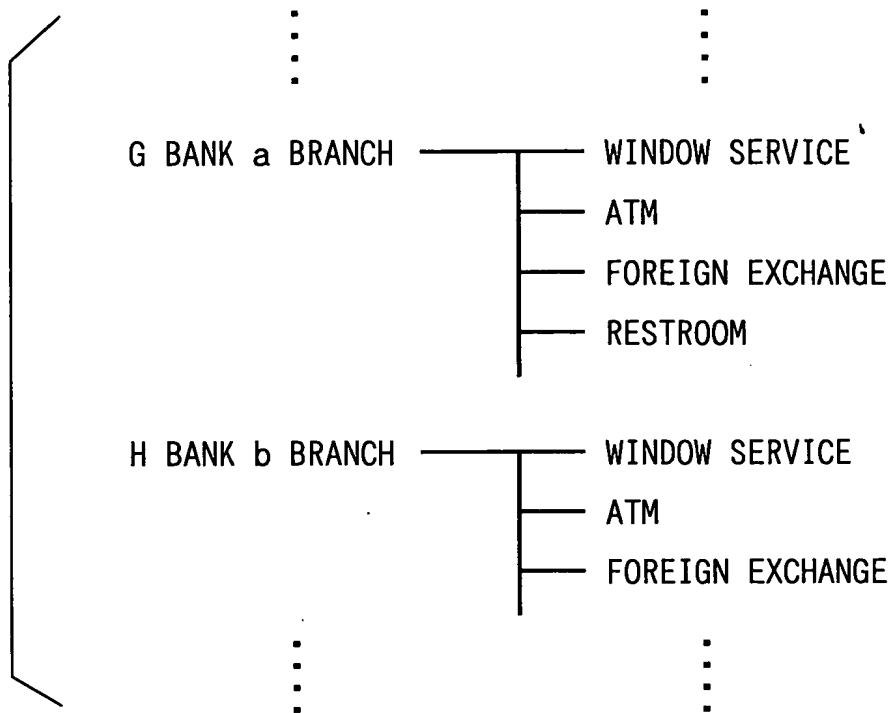 G BANK a BRANCH WINDOW SERVICE
ATM
FOREIGN EXCHANGE
RESTROOM
H BANK b BRANCH WINDOW SERVICE
ATM
FOREIGN EXCHANGE